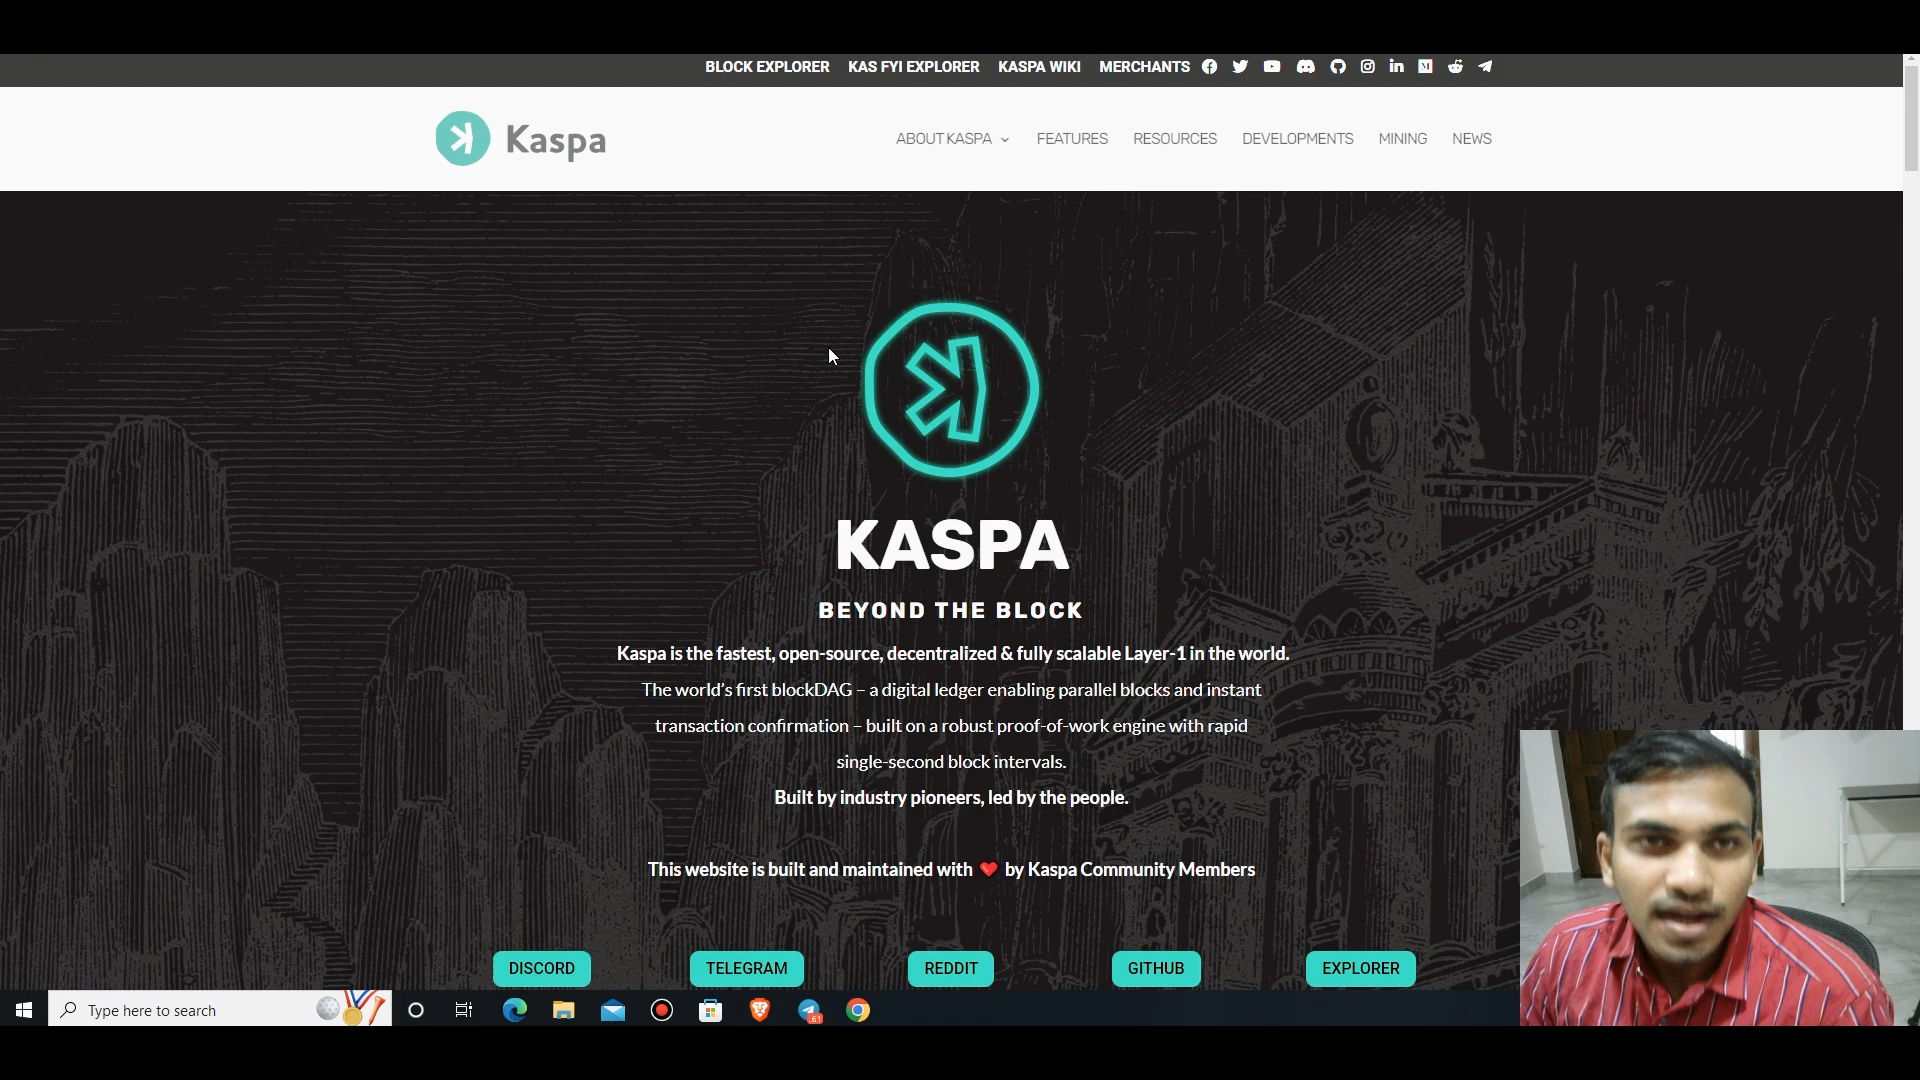 BLOCK EXPLORER KAS FYI EXPLORER KASPA WIKI MERCHANTS
Kaspa
ABOUT KASPA FEATURES RESOURCES DEVELOPMENTS MINING NEWS
KASPA
BEYOND THE BLOCK
Kaspa is the fastest, open-source, decentralized & fully scalable Layer-1 in the world.
The world's first blockDAG – a digital ledger enabling parallel blocks and instant
transaction confirmation – built on a robust proof-of-work engine with rapid
single-second block intervals.
Built by industry pioneers, led by the people.
This website is built and maintained with ❤ by Kaspa Community Members
DISCORD TELEGRAM REDDIT GITHUB EXPLORER
Type here to search
61